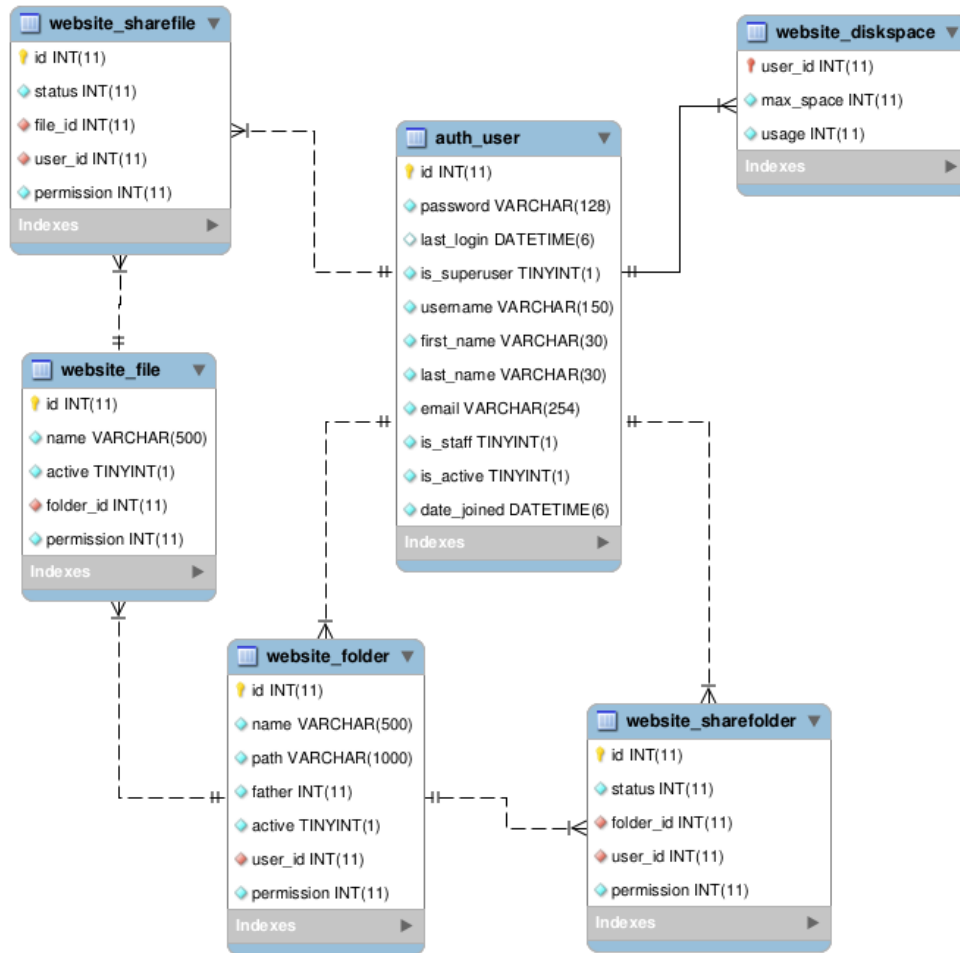 website_sharefile
id INT(11)
status INT(11)
file_id INT(11)
user_id INT(11)
permission INT(11)
Indexes
website_diskspace
user_id INT(11)
max_space INT(11)
usage INT(11)
Indexes
auth_user
id INT(11)
password VARCHAR(128)
last_login DATETIME(6)
is_superuser TINYINT(1)
username VARCHAR(150)
first_name VARCHAR(30)
last_name VARCHAR(30)
email VARCHAR(254)
is_staff TINYINT(1)
is_active TINYINT(1)
date_joined DATETIME(6)
Indexes
website_file
id INT(11)
name VARCHAR(500)
active TINYINT(1)
folder_id INT(11)
permission INT(11)
Indexes
website_folder
id INT(11)
name VARCHAR(500)
path VARCHAR(1000)
father INT(11)
active TINYINT(1)
user_id INT(11)
permission INT(11)
Indexes
website_sharefolder
id INT(11)
status INT(11)
folder_id INT(11)
user_id INT(11)
permission INT(11)
Indexes